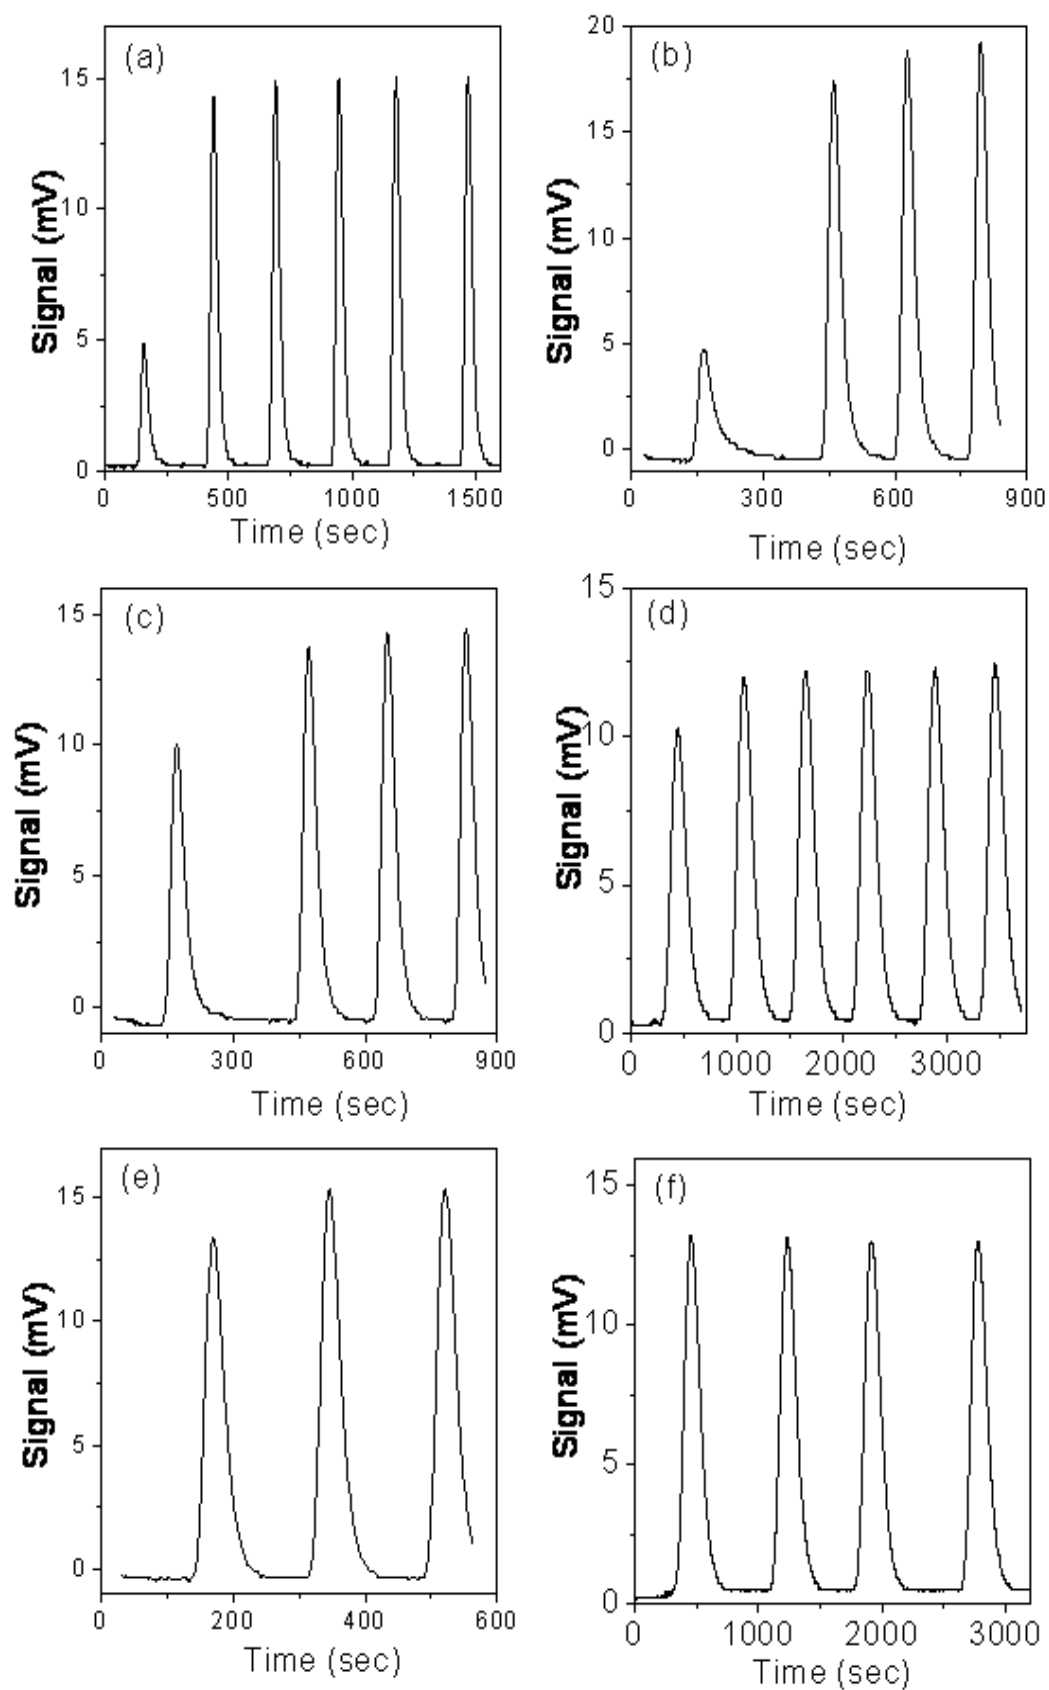 (a)
15
10
5
0
Signal (mV)
0 500 1000 1500
Time (sec)
(b)
20
15
10
5
0
Signal (mV)
0 300 600 900
Time (sec)
(c)
15
10
5
0
Signal (mV)
0 300 600 900
Time (sec)
(d)
15
10
5
0
Signal (mV)
0 1000 2000 3000
Time (sec)
(e)
15
10
5
0
Signal (mV)
0 200 400 600
Time (sec)
(f)
15
10
5
0
Signal (mV)
0 1000 2000 3000
Time (sec)